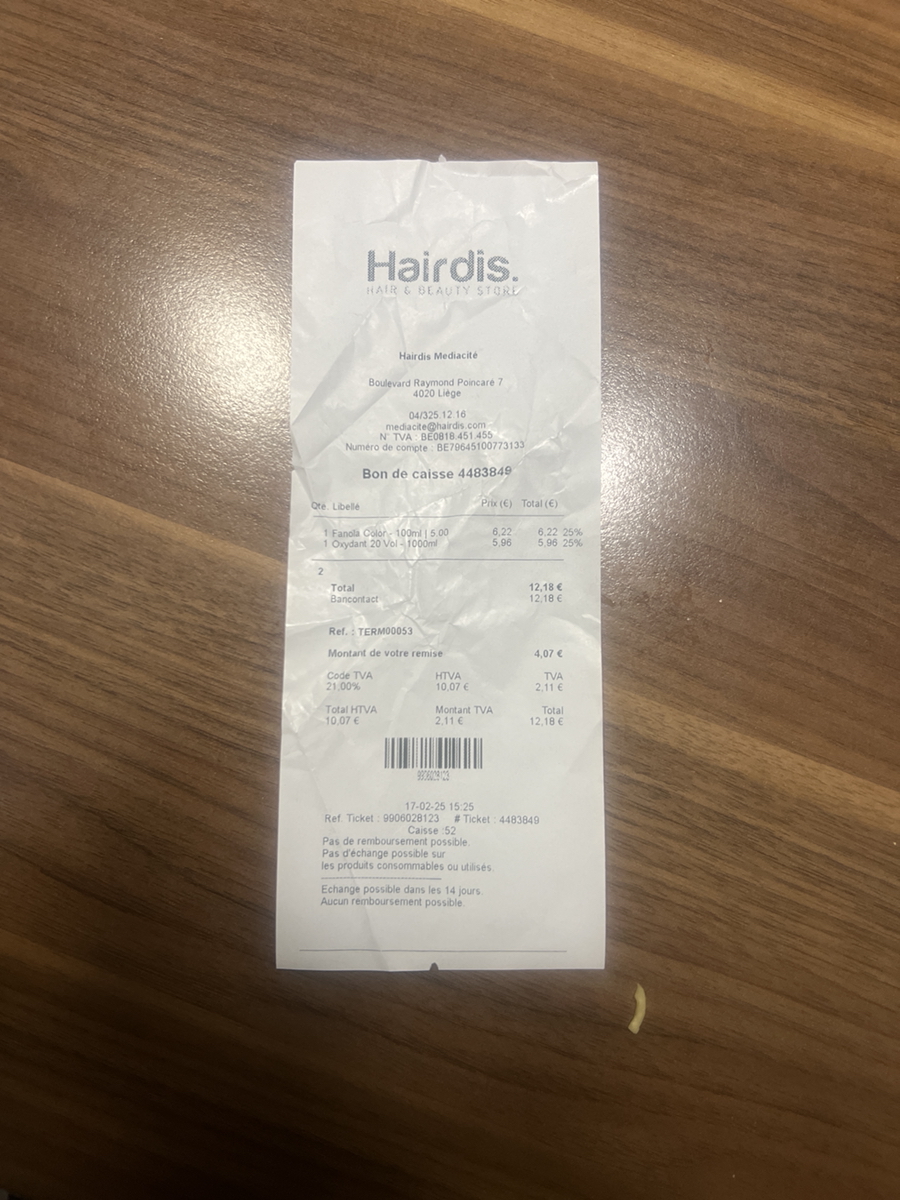 Hairdis.
HAIR & BEAUTY STORE
Hairdis Mediacité
Boulevard Raymond Poincaré 7
4020 Liège
04/325.12.16
mediacite@hairdis.com
N° TVA : BE0818.451.455
Numéro de compte : BE79645100773133
Bon de caisse 4483849
Qté. Libellé Prix (€) Total (€)
1 Fanola Color - 100ml | 5.00 6,22 6,22 25%
1 Oxydant 20 Vol - 1000ml 5,96 5,96 25%
2
Total 12,18 €
Bancontact 12,18 €
Ref. : TERM00053
Montant de votre remise 4,07 €
Code TVA HTVA TVA
21,00% 10,07 € 2,11 €
Total HTVA Montant TVA Total
10,07 € 2,11 € 12,18 €
9906028123
17-02-25 15:25
Ref. Ticket : 9906028123 # Ticket : 4483849
Caisse :52
Pas de remboursement possible.
Pas d'échange possible sur
les produits consommables ou utilisés.
Echange possible dans les 14 jours.
Aucun remboursement possible.